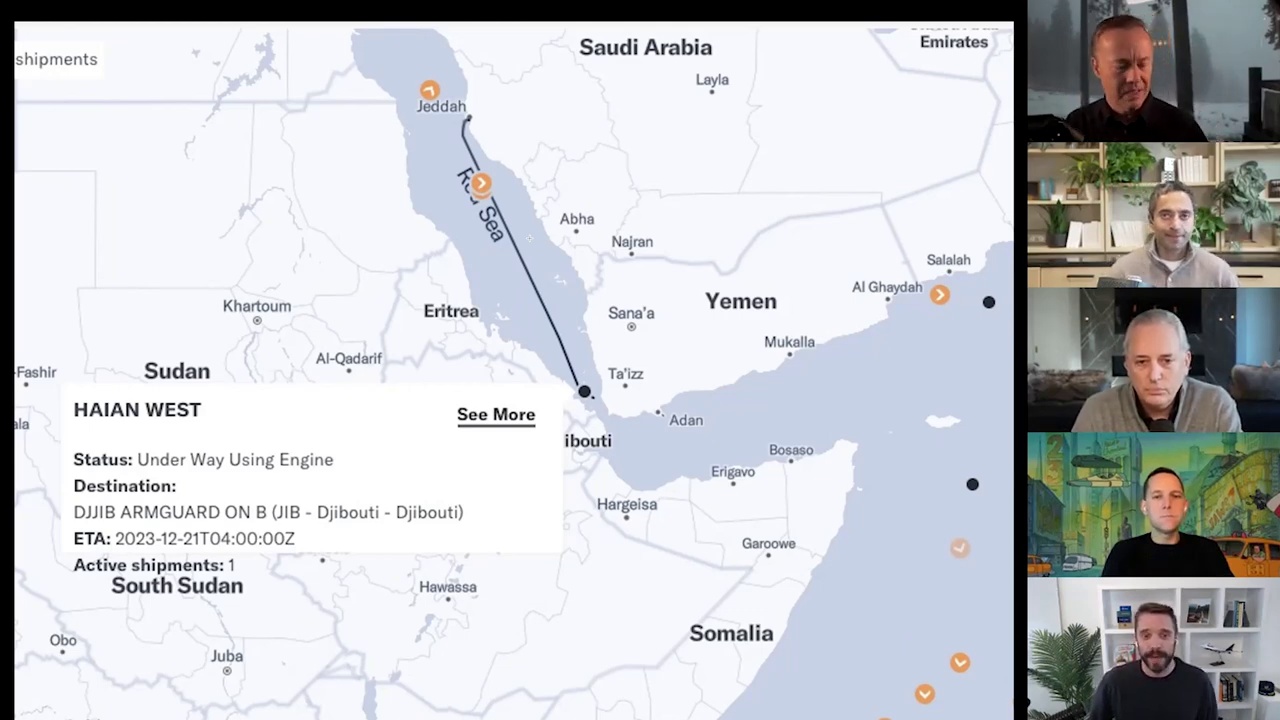 shipments
Saudi Arabia
Emirates
Layla
Jeddah
Red Sea
Abha
Najran
Salalah
Al Ghaydah
Yemen
Khartoum
Eritrea
Sana'a
Mukalla
Al-Qadarif
Sudan
-Fashir
Ta'izz
Adan
HAIAN WEST
See More
ibouti
Status: Under Way Using Engine
Bosaso
Erigavo
Destination:
DJJIB ARMGUARD ON B (JIB - Djibouti - Djibouti)
Hargeisa
ETA: 2023-12-21T04:00:00Z
Garoowe
Active shipments: 1
South Sudan
Hawassa
Somalia
Obo
Juba
ala